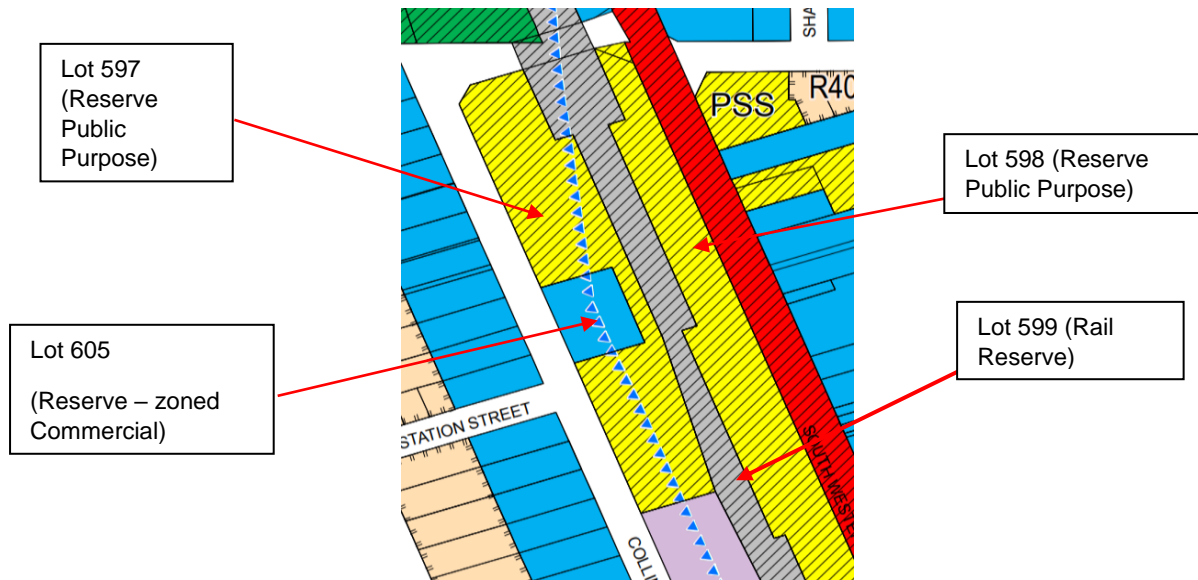 Lot 597
(Reserve
Public
Purpose)
SHA
R40
PSS
Lot 598 (Reserve
Public Purpose)
Lot 605
(Reserve – zoned
Commercial)
Lot 599 (Rail
Reserve)
STATION STREET
SOUTH WESTE
COLLI